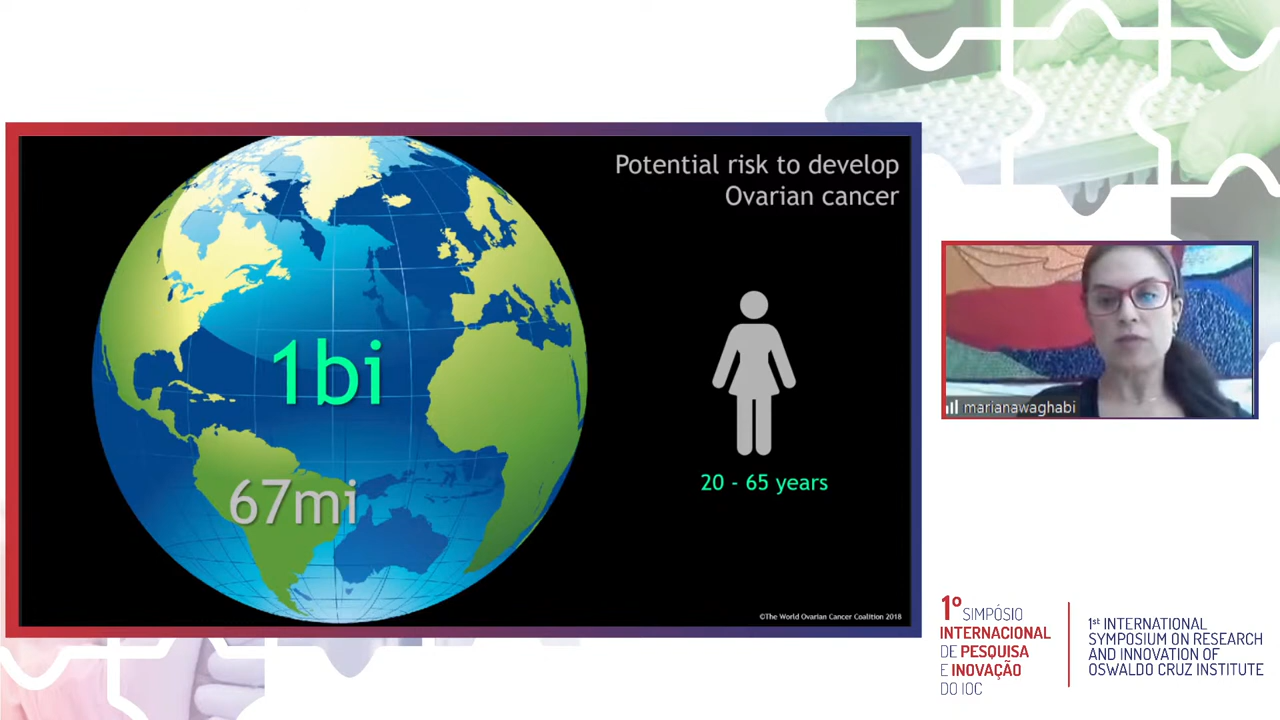 Potential risk to develop
Ovarian cancer
1bi
67mi
20 - 65 years
©The World Ovarian Cancer Coalition 2018
marianawaghabi
1º SIMPÓSIO
INTERNACIONAL
DE PESQUISA
E INOVAÇÃO
DO IOC
1st INTERNATIONAL
SYMPOSIUM ON RESEARCH
AND INNOVATION OF
OSWALDO CRUZ INSTITUTE